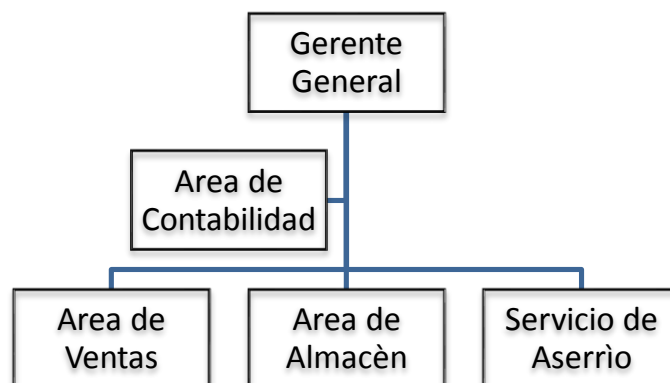 Gerente
General
Area de
Contabilidad
Area de
Ventas
Area de
Almacèn
Servicio de
Aserrìo